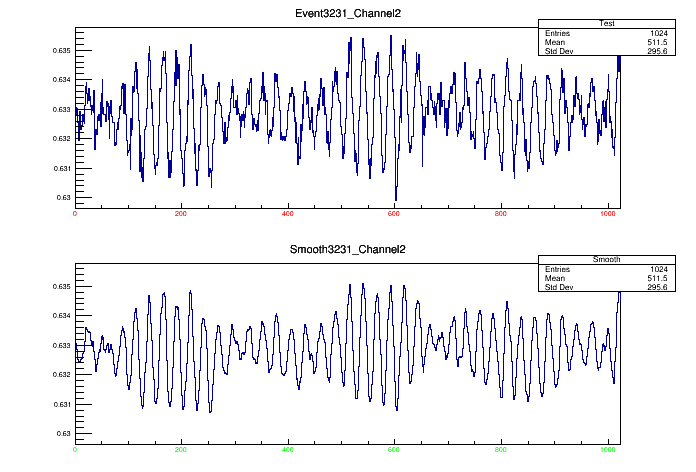 Event3231_Channel2
Test
Entries 1024
Mean 511.5
Std Dev 295.6
0.635
0.634
0.633
0.632
0.631
0.63
0 200 400 600 800 1000
Smooth3231_Channel2
Smooth
Entries 1024
Mean 511.5
Std Dev 295.6
0.635
0.634
0.633
0.632
0.631
0.63
0 200 400 600 800 1000